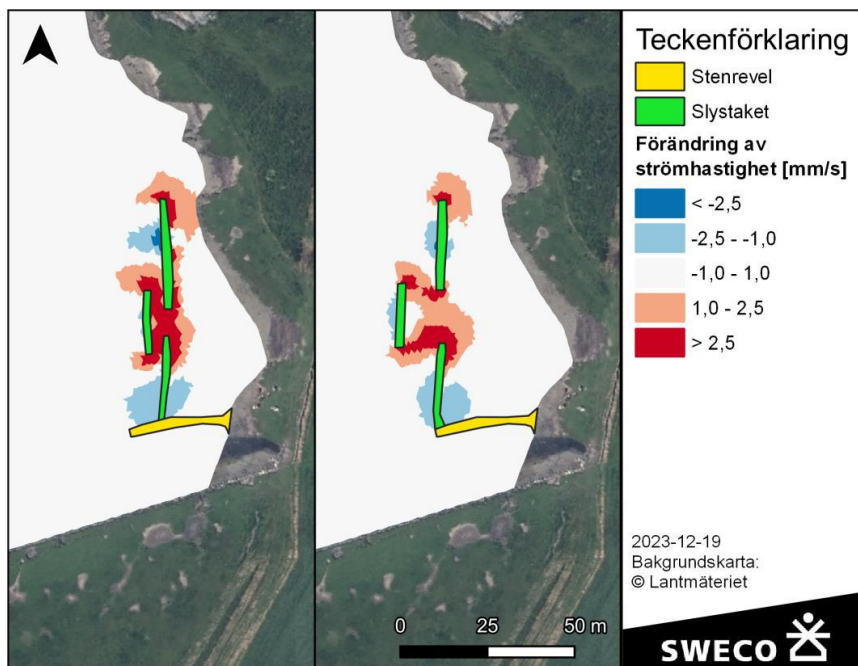 Teckenförklaring
Stenrevel
Slystaket
Förändring av
strömhastighet [mm/s]
< -2,5
-2,5 - -1,0
-1,0 - 1,0
1,0 - 2,5
> 2,5
2023-12-19
Bakgrundskarta:
© Lantmäteriet
0 25 50 m
SWECO